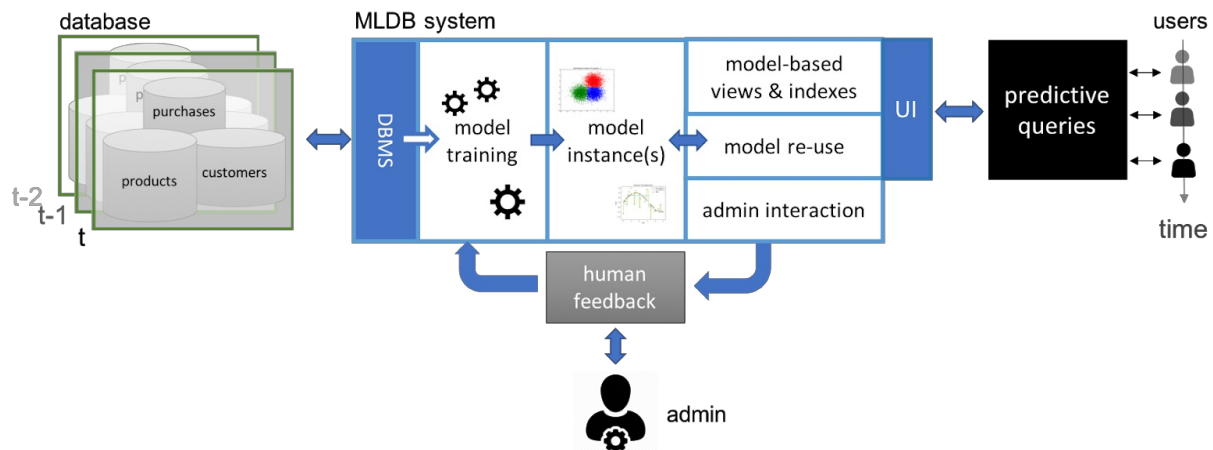 database
MLDB system
users
p
p
purchases
products
customers
t-2
t-1
t
DBMS
model
training
model
instance(s)
model-based
views & indexes
model re-use
admin interaction
UI
predictive
queries
time
human
feedback
admin